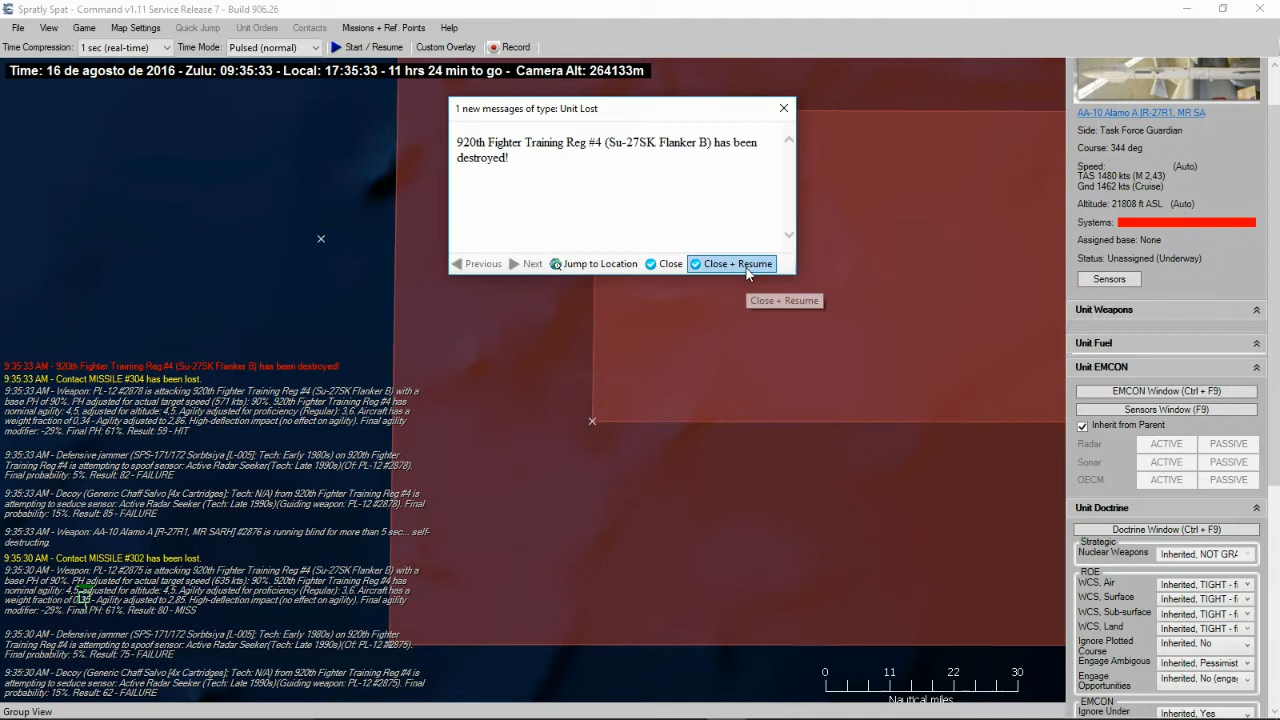 Spratly Spat - Command v1.11 Service Release 7 - Build 906.26
File View Game Map Settings Quick Jump Unit Orders Contacts Missions + Ref. Points Help
Time Compression: 1 sec (real-time) Time Mode: Pulsed (normal) Start / Resume Custom Overlay Record
Time: 16 de agosto de 2016 - Zulu: 09:35:33 - Local: 17:35:33 - 11 hrs 24 min to go - Camera Alt: 264133m
1 new messages of type: Unit Lost
920th Fighter Training Reg #4 (Su-27SK Flanker B) has been
destroyed!
Previous Next Jump to Location Close Close + Resume
Close + Resume
9:35:33 AM - 920th Fighter Training Reg #4 (Su-27SK Flanker B) has been destroyed!
9:35:33 AM - Contact MISSILE #304 has been lost.
9:35:33 AM - Weapon: PL-12 #2878 is attacking 920th Fighter Training Reg #4 (Su-27SK Flanker B) with a
base PH of 90%. PH adjusted for actual target speed (571 kts): 90%. 920th Fighter Training Reg #4 has
nominal agility: 4,5, adjusted for altitude: 4,5. Agility adjusted for proficiency (Regular): 3,6. Aircraft has a
weight fraction of 0,34 - Agility adjusted to 2,86. High-deflection impact (no effect on agility). Final agility
modifier: -29%. Final PH: 61%. Result: 59 - HIT
9:35:33 AM - Defensive jammer (SPS-171/172 Sorbtsiya [L-005]; Tech: Early 1980s) on 920th Fighter
Training Reg #4 is attempting to spoof sensor: Active Radar Seeker(Tech: Late 1990s)(Of: PL-12 #2878).
Final probability: 5%. Result: 82 - FAILURE
9:35:33 AM - Decoy (Generic Chaff Salvo [4x Cartridges]; Tech: N/A) from 920th Fighter Training Reg #4 is
attempting to seduce sensor: Active Radar Seeker (Tech: Late 1990s)(Guiding weapon: PL-12 #2878). Final
probability: 15%. Result: 85 - FAILURE
9:35:33 AM - Weapon: AA-10 Alamo A [R-27R1, MR SARH] #2876 is running blind for more than 5 sec... self-
destructing.
9:35:30 AM - Contact MISSILE #302 has been lost.
9:35:30 AM - Weapon: PL-12 #2875 is attacking 920th Fighter Training Reg #4 (Su-27SK Flanker B) with a
base PH of 90%. PH adjusted for actual target speed (635 kts): 90%. 920th Fighter Training Reg #4 has
nominal agility: 4,5, adjusted for altitude: 4,5. Agility adjusted for proficiency (Regular): 3,6. Aircraft has a
weight fraction of - Agility adjusted to 2,85. High-deflection impact (no effect on agility). Final agility
modifier: -29%. Final PH: 61%. Result: 80 - MISS
9:35:30 AM - Defensive jammer (SPS-171/172 Sorbtsiya [L-005]; Tech: Early 1980s) on 920th Fighter
Training Reg #4 is attempting to spoof sensor: Active Radar Seeker(Tech: Late 1990s)(Of: PL-12 #2875).
Final probability: 5%. Result: 75 - FAILURE
9:35:30 AM - Decoy (Generic Chaff Salvo [4x Cartridges]; Tech: N/A) from 920th Fighter Training Reg #4 is
attempting to seduce sensor: Active Radar Seeker (Tech: Late 1990s)(Guiding weapon: PL-12 #2875). Final
probability: 15%. Result: 62 - FAILURE
0 11 22 30
Nautical miles
Group View
AA-10 Alamo A [R-27R1, MR SA
Side: Task Force Guardian
Course: 344 deg
Speed: (Auto)
TAS 1480 kts (M 2,43)
Gnd 1462 kts (Cruise)
Altitude: 21808 ft ASL (Auto)
Systems:
Assigned base: None
Status: Unassigned (Underway)
Sensors
Unit Weapons
Unit Fuel
Unit EMCON
EMCON Window (Ctrl + F9)
Sensors Window (F9)
Inherit from Parent
Radar ACTIVE PASSIVE
Sonar ACTIVE PASSIVE
OECM ACTIVE PASSIVE
Unit Doctrine
Doctrine Window (Ctrl + F9)
Strategic
Nuclear Weapons Inherited, NOT GRA
ROE:
WCS, Air Inherited, TIGHT - fi
WCS, Surface Inherited, TIGHT - fi
WCS, Sub-surface Inherited, TIGHT - fi
WCS, Land Inherited, TIGHT - fi
Ignore Plotted
Course Inherited, No
Engage Ambiguous Inherited, Pessimist
Engage
Opportunities Inherited, No (engag
EMCON
Ignore Under Inherited, Yes